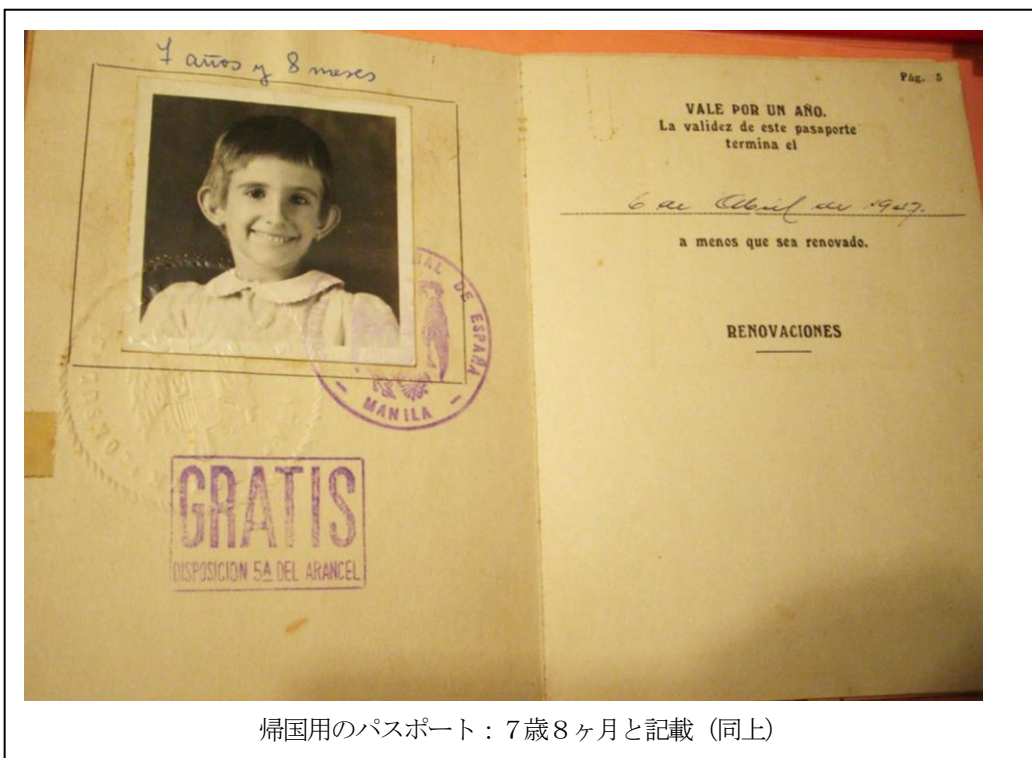 7 años y 8 meses
DE ESPAÑA
MANILA
GRATIS
DISPOSICION 5A DEL ARANCEL
Pág. 5
VALE POR UN AÑO.
La validez de este pasaporte
termina el
6 de Abril de 1947.
a menos que sea renovado.
RENOVACIONES
帰国用のパスポート：７歳８ヶ月と記載（同上）